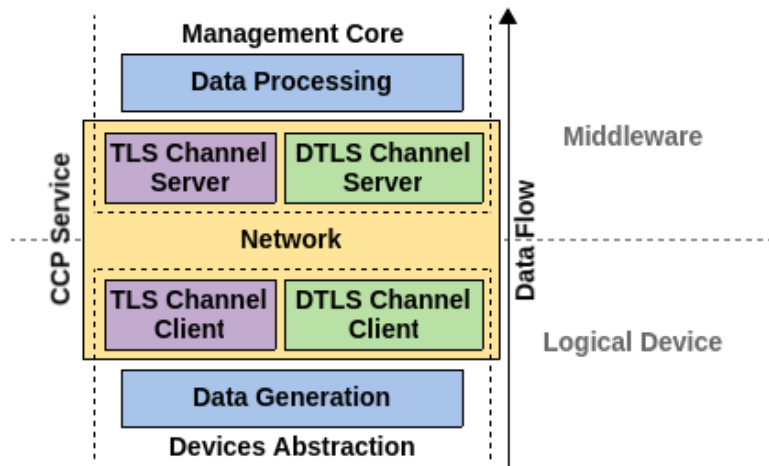 Management Core
Data Processing
Middleware
TLS Channel
Server
DTLS Channel
Server
CCP Service
Network
Data Flow
TLS Channel
Client
DTLS Channel
Client
Logical Device
Data Generation
Devices Abstraction